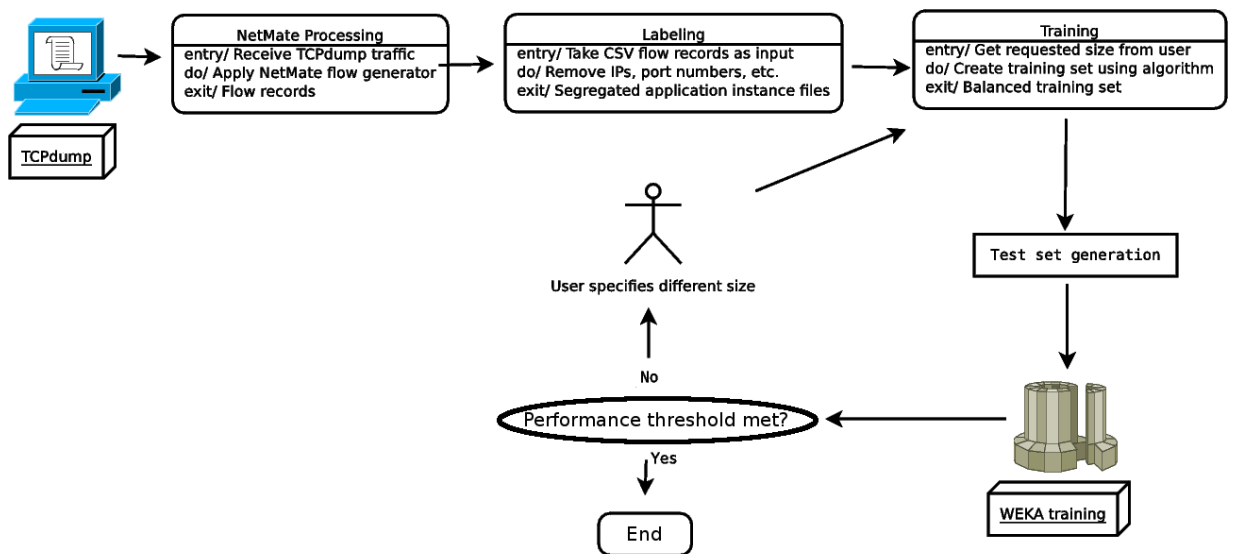 TCPdump
NetMate Processing
entry/ Receive TCPdump traffic
do/ Apply NetMate flow generator
exit/ Flow records
Labeling
entry/ Take CSV flow records as input
do/ Remove IPs, port numbers, etc.
exit/ Segregated application instance files
Training
entry/ Get requested size from user
do/ Create training set using algorithm
exit/ Balanced training set
Test set generation
WEKA training
Performance threshold met?
No
User specifies different size
Yes
End